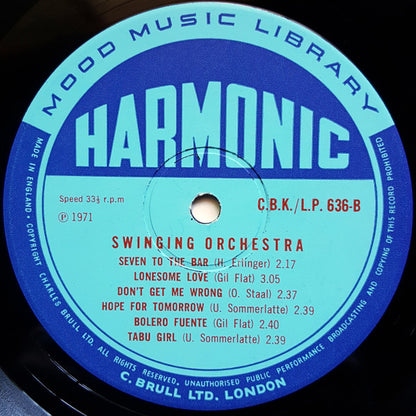 MOOD MUSIC LIBRARY
HARMONIC
Speed 33⅓ r.p.m
C.B.K./L.P. 636-B
℗ 1971
SWINGING ORCHESTRA
SEVEN TO THE BAR (H. Erlinger) 2.17
LONESOME LOVE (Gil Flat) 3.05
DON'T GET ME WRONG (O. Staal) 2.37
HOPE FOR TOMORROW (U. Sommerlatte) 2.39
BOLERO FUENTE (Gil Flat) 2.40
TABU GIRL (U. Sommerlatte) 2.39
C. BRULL LTD. LONDON
MADE IN ENGLAND · COPYRIGHT CHARLES BRULL LTD. ALL RIGHTS RESERVED. UNAUTHORISED PUBLIC PERFORMANCE BROADCASTING AND COPYING OF THIS RECORD PROHIBITED.